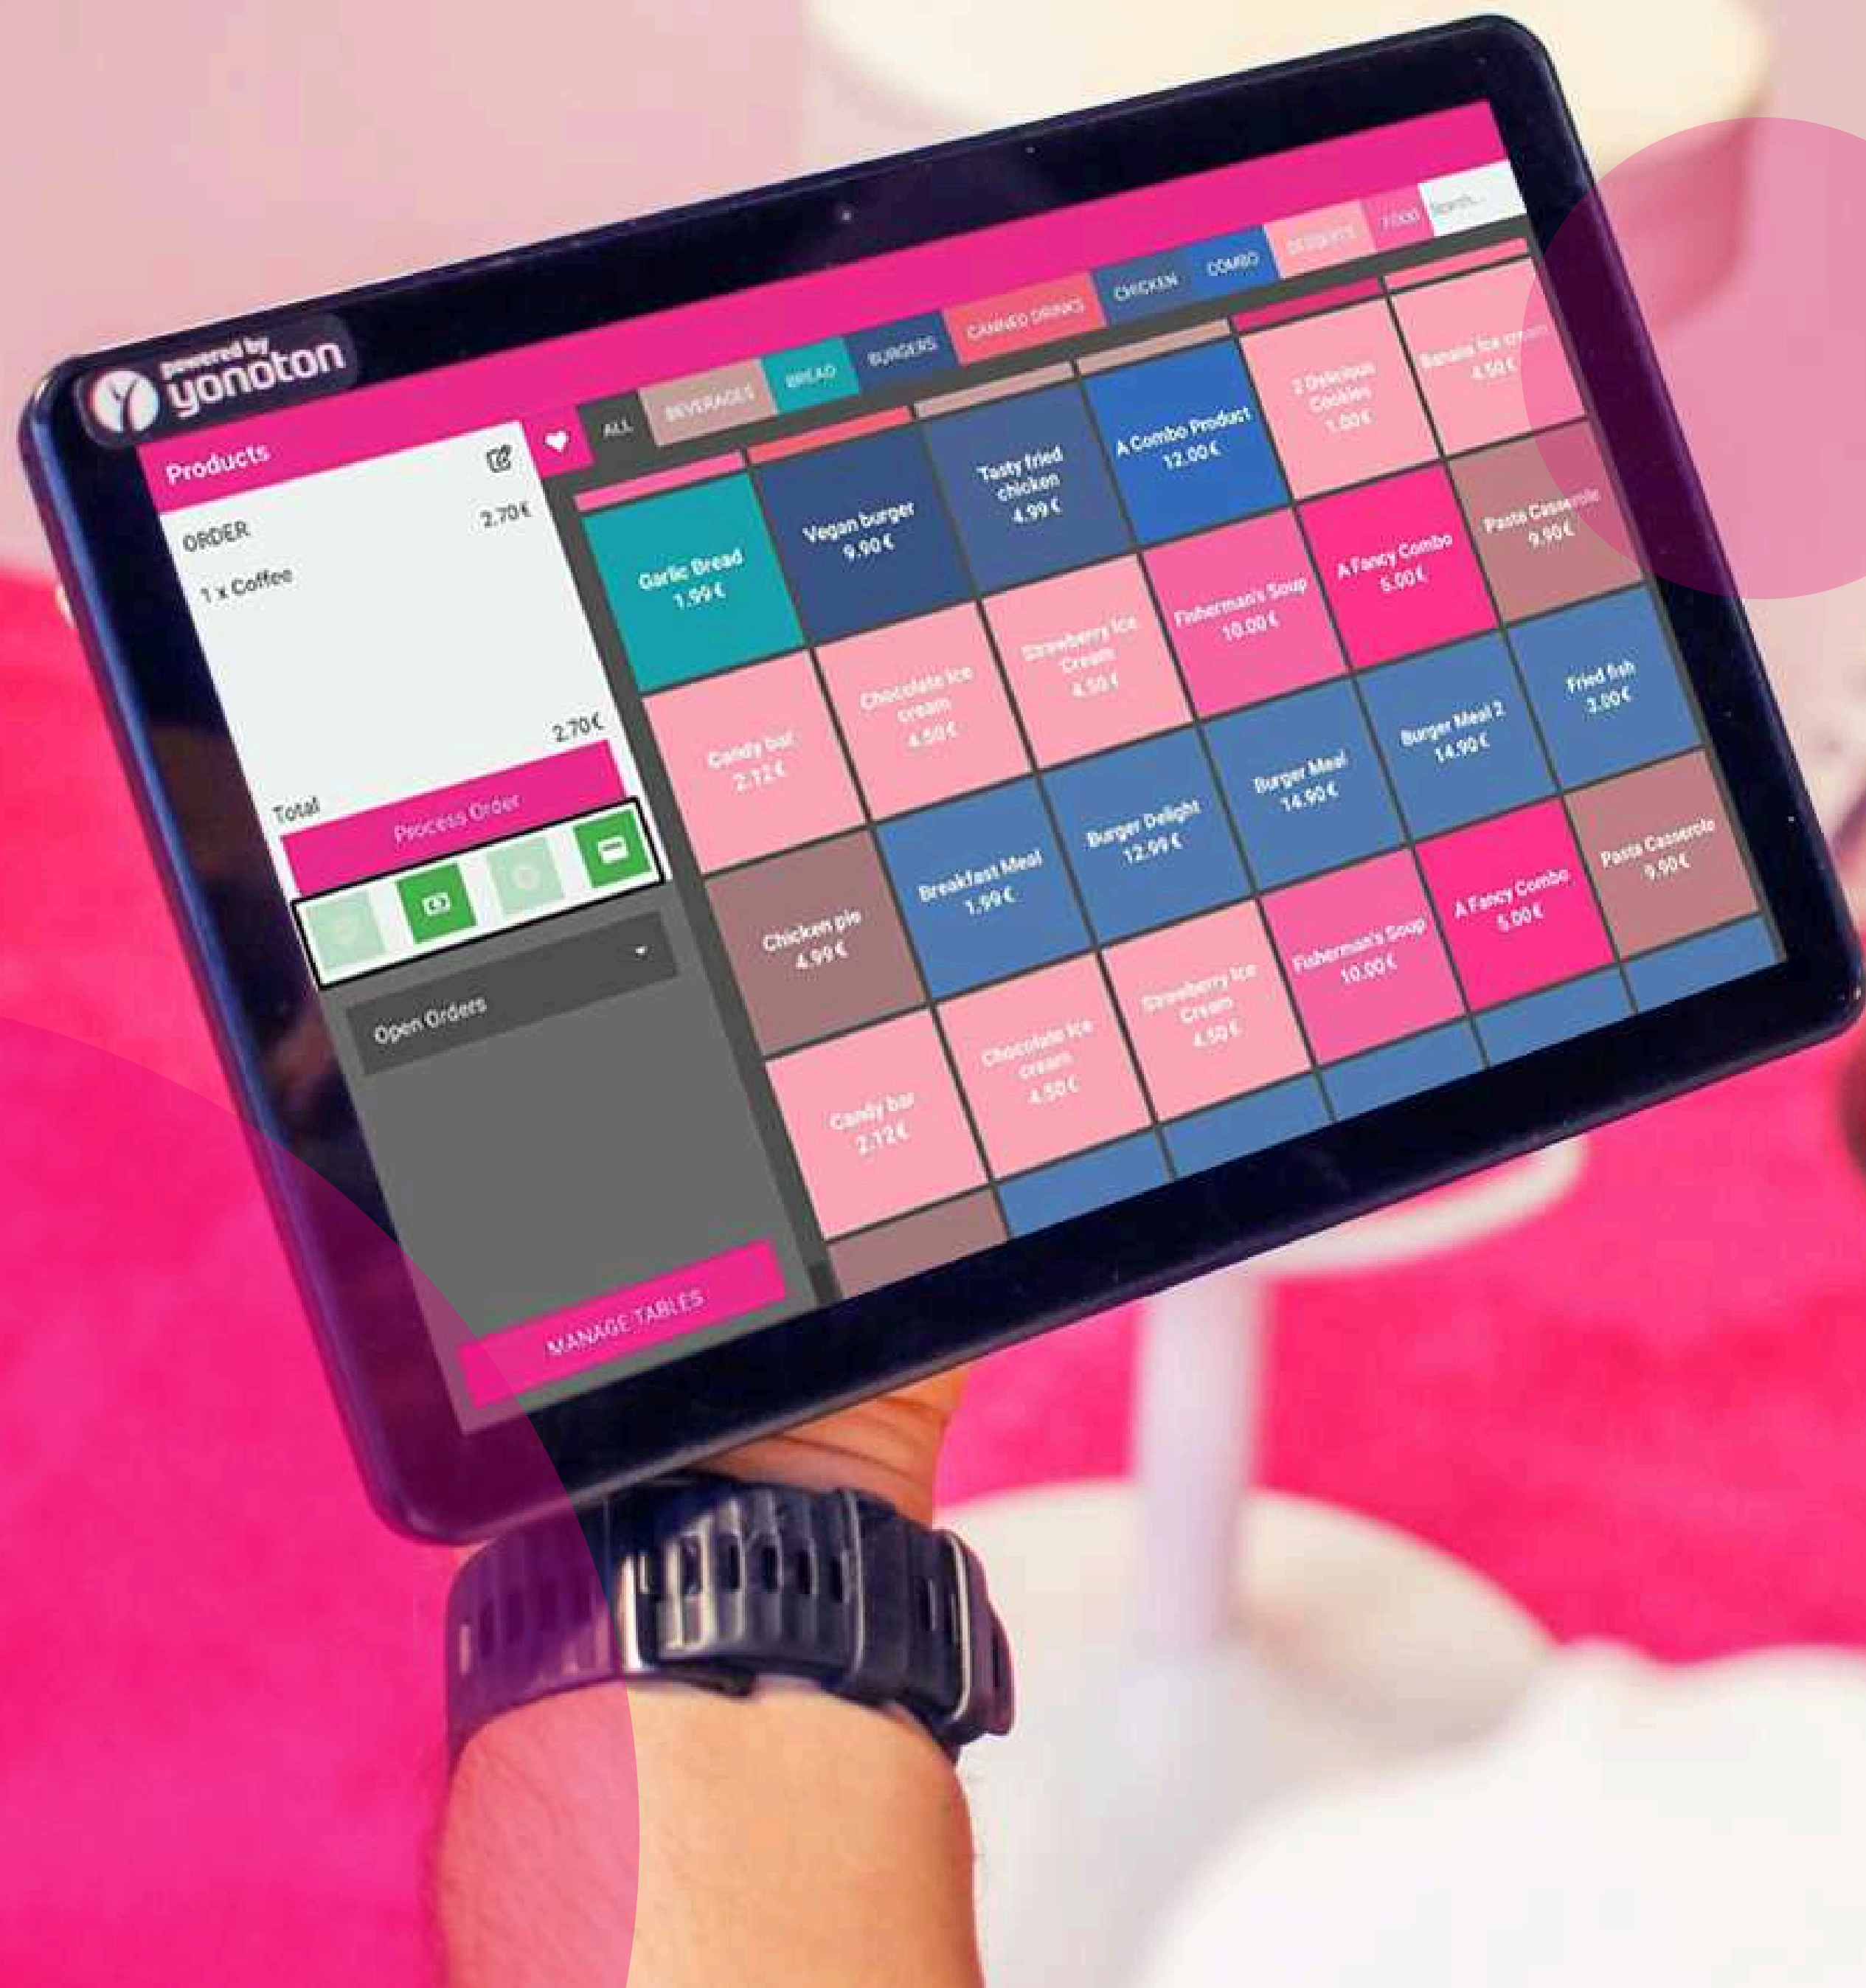 powered by
yonoton
Products
ORDER
2.70 €
1 x Coffee
Total
2.70 €
Process Order
Open Orders
MANAGE TABLES
ALL
BEVERAGES
BREAD
BURGERS
CANNED DRINKS
CHICKEN
COMBO
DESSERTS
FOOD
Search...
Garlic Bread
1.99 €
Vegan burger
9.90 €
Tasty fried
chicken
4.99 €
A Combo Product
12.00 €
2 Delicious
Cookies
1.00 €
Banana Ice cream
4.50 €
Candy bar
2.12 €
Chocolate Ice
cream
4.50 €
Strawberry Ice
Cream
4.50 €
Fisherman's Soup
10.00 €
A Fancy Combo
5.00 €
Pasta Casserole
9.90 €
Chicken pie
4.99 €
Breakfast Meal
1.99 €
Burger Delight
12.99 €
Burger Meal
14.90 €
Burger Meal 2
14.90 €
Fried fish
3.00 €
Candy bar
2.12 €
Chocolate Ice
cream
4.50 €
Strawberry Ice
Cream
4.50 €
Fisherman's Soup
10.00 €
A Fancy Combo
5.00 €
Pasta Casserole
9.90 €